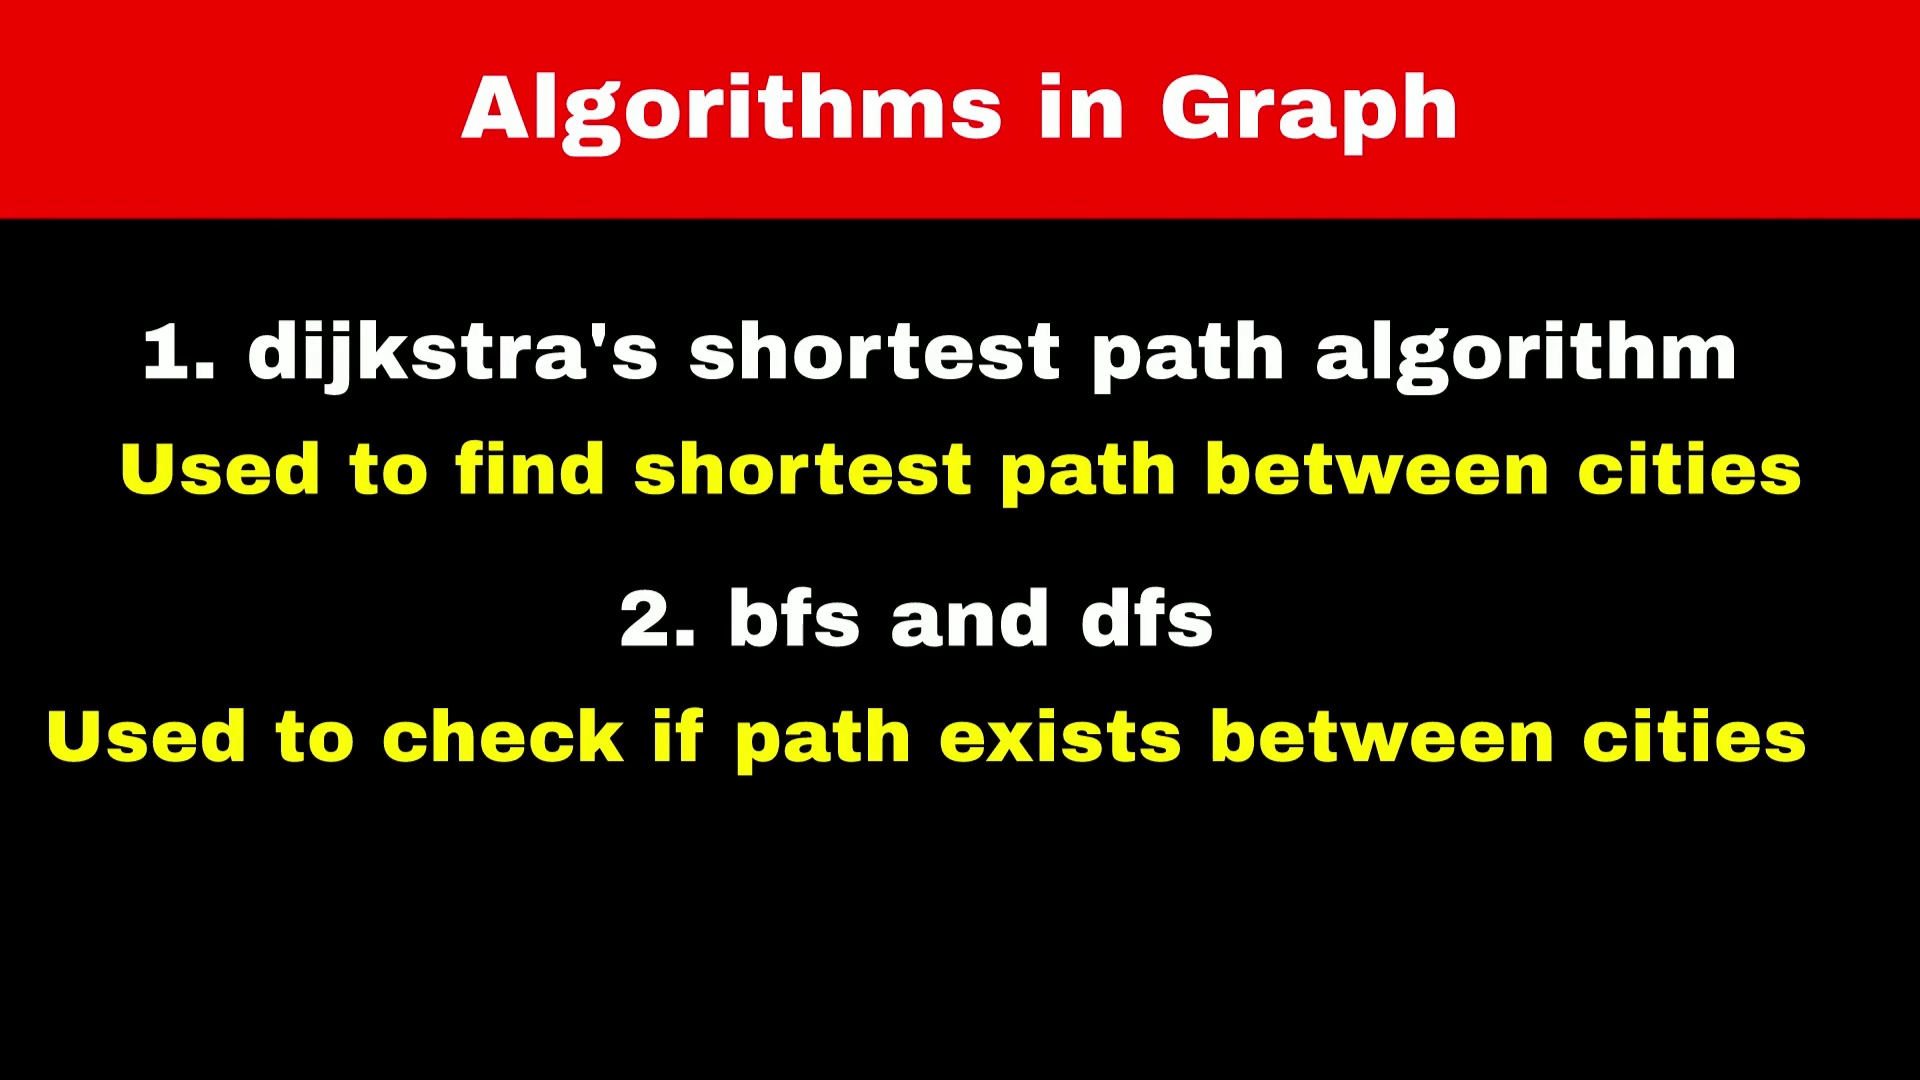 Algorithms in Graph
1. dijkstra's shortest path algorithm
Used to find shortest path between cities
2. bfs and dfs
Used to check if path exists between cities